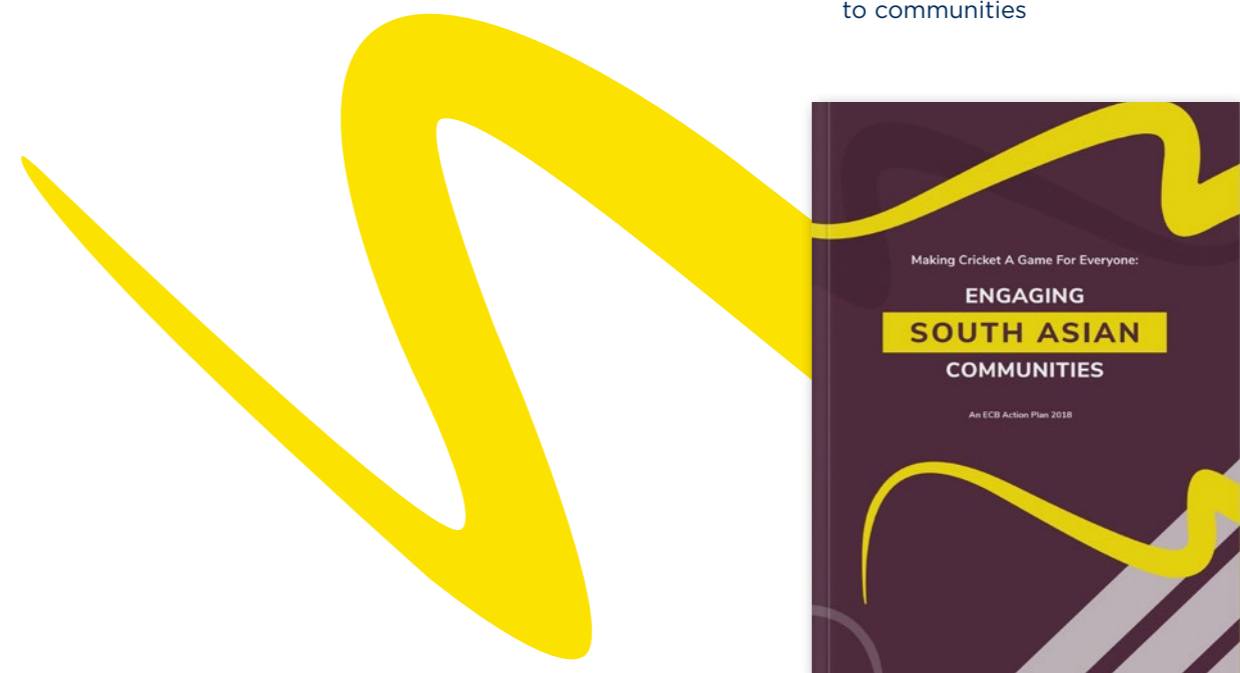 to communities
Making Cricket A Game For Everyone:
ENGAGING
SOUTH ASIAN
COMMUNITIES
An ECB Action Plan 2018